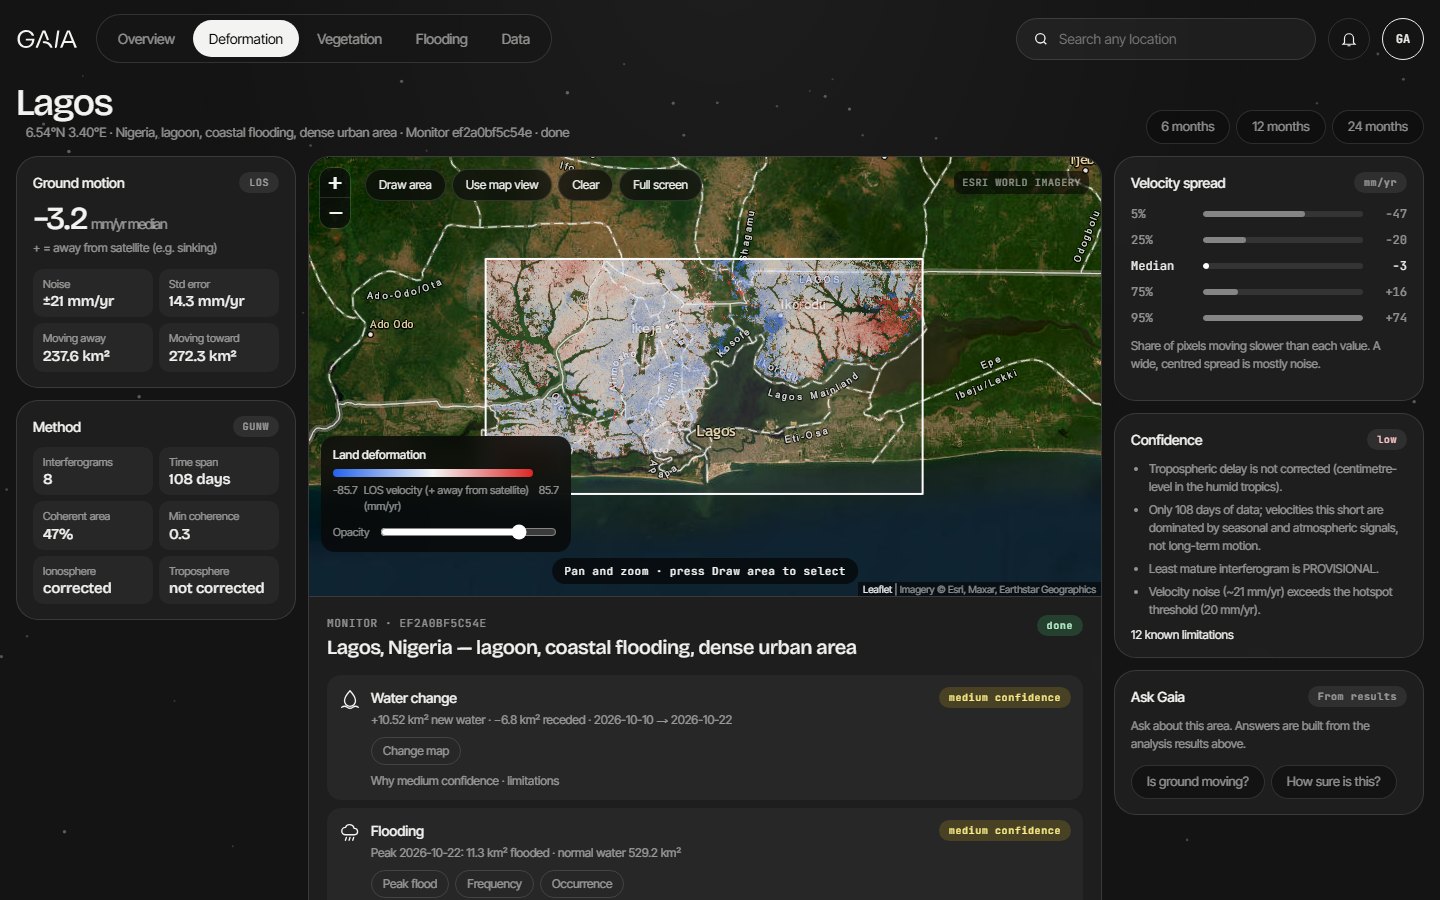 GAIA
Overview
Deformation
Vegetation
Flooding
Data
Search any location
GA
Lagos
6.54°N 3.40°E · Nigeria, lagoon, coastal flooding, dense urban area · Monitor ef2a0bf5c54e · done
6 months
12 months
24 months
Ground motion
LOS
−3.2 mm/yr median
+ = away from satellite (e.g. sinking)
Noise
±21 mm/yr
Std error
14.3 mm/yr
Moving away
237.6 km²
Moving toward
272.3 km²
Method
GUNW
Interferograms
8
Time span
108 days
Coherent area
47%
Min coherence
0.3
Ionosphere
corrected
Troposphere
not corrected
+
−
Draw area
Use map view
Clear
Full screen
ESRI WORLD IMAGERY
Ifo
Shagamu
Odogbolu
Ado-Odo/Ota
Ado Odo
LAGOS
Ikorodu
Ikeja
Kosofe
Lagos Mainland
Epe
Ibeju/Lekki
Lagos
Eti-Osa
Apapa
Land deformation
-85.7 LOS velocity (+ away from satellite) 85.7
(mm/yr)
Opacity
Pan and zoom · press Draw area to select
Leaflet | Imagery © Esri, Maxar, Earthstar Geographics
MONITOR · EF2A0BF5C54E
done
Lagos, Nigeria — lagoon, coastal flooding, dense urban area
Water change
medium confidence
+10.52 km² new water · −6.8 km² receded · 2026-10-10 → 2026-10-22
Change map
Why medium confidence · limitations
Flooding
medium confidence
Peak 2026-10-22: 11.3 km² flooded · normal water 529.2 km²
Peak flood
Frequency
Occurrence
Velocity spread
mm/yr
5% -47
25% -20
Median -3
75% +16
95% +74
Share of pixels moving slower than each value. A
wide, centred spread is mostly noise.
Confidence
low
• Tropospheric delay is not corrected (centimetre-
level in the humid tropics).
• Only 108 days of data; velocities this short are
dominated by seasonal and atmospheric signals,
not long-term motion.
• Least mature interferogram is PROVISIONAL.
• Velocity noise (~21 mm/yr) exceeds the hotspot
threshold (20 mm/yr).
12 known limitations
Ask Gaia
From results
Ask about this area. Answers are built from the
analysis results above.
Is ground moving?
How sure is this?